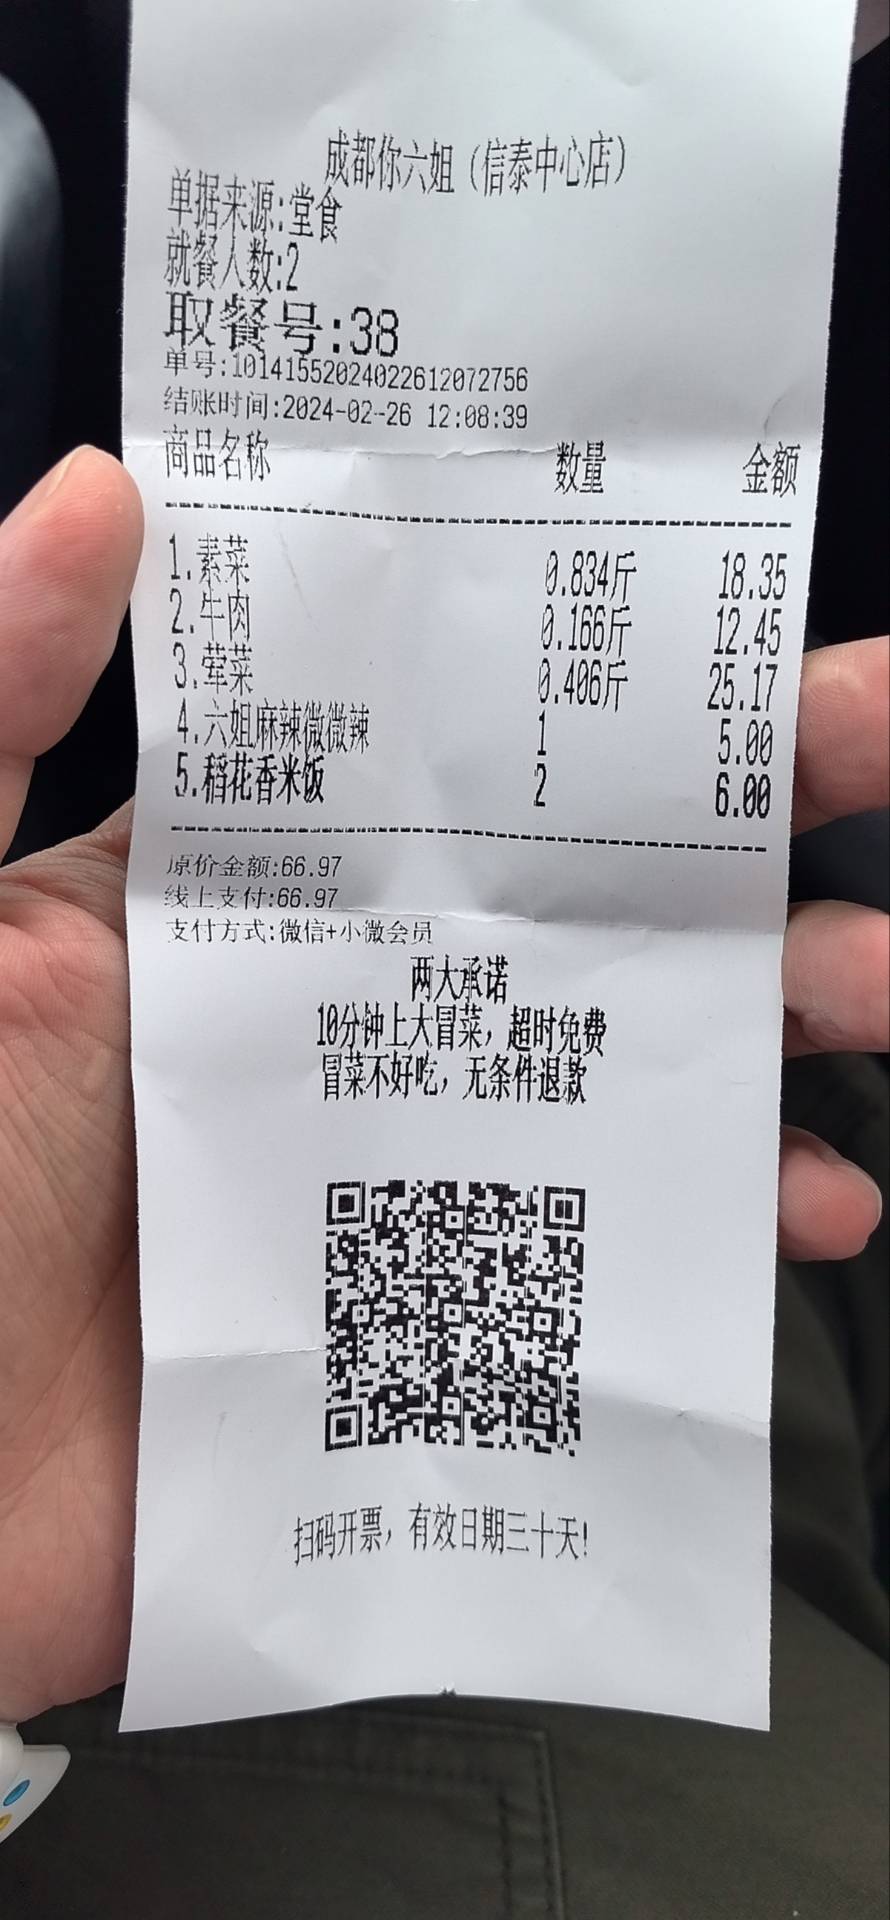 成都你六姐（信泰中心店）
单据来源:堂食
就餐人数:2
取餐号:38
单号:10141552024022612072756
结账时间:2024-02-26 12:08:39
商品名称 数量 金额
1.素菜 0.834斤 18.35
2.牛肉 0.166斤 12.45
3.荤菜 0.406斤 25.17
4.六姐麻辣微微辣 1 5.00
5.稻花香米饭 2 6.00
原价金额:66.97
线上支付:66.97
支付方式:微信+小微会员
两大承诺
10分钟上大冒菜，超时免费
冒菜不好吃，无条件退款
扫码开票，有效日期三十天!